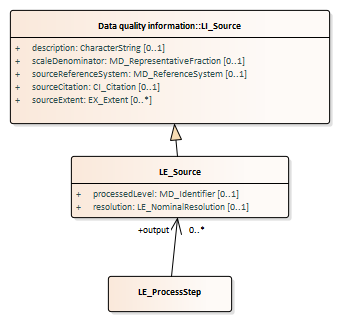 Data quality information::LI_Source
+ description: CharacterString [0..1]
+ scaleDenominator: MD_RepresentativeFraction [0..1]
+ sourceReferenceSystem: MD_ReferenceSystem [0..1]
+ sourceCitation: CI_Citation [0..1]
+ sourceExtent: EX_Extent [0..*]
LE_Source
+ processedLevel: MD_Identifier [0..1]
+ resolution: LE_NominalResolution [0..1]
+output 0..*
LE_ProcessStep